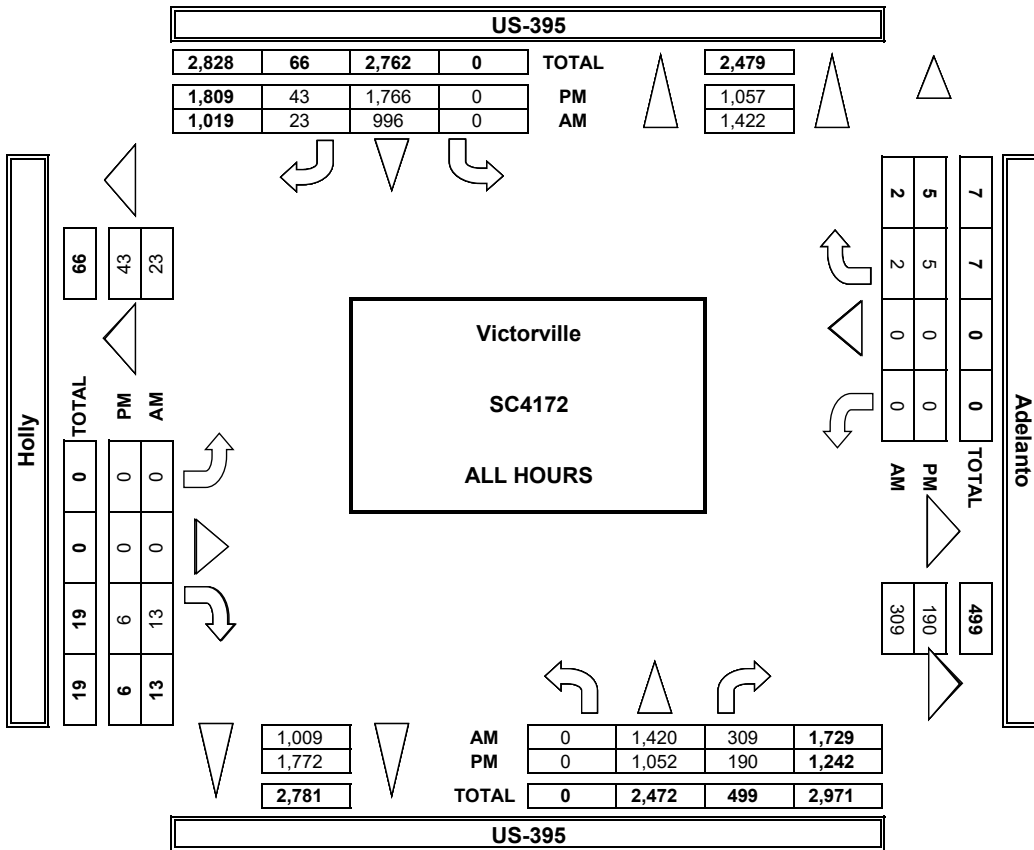 US-395
2,828 66 2,762 0 TOTAL 2,479
1,809 43 1,766 0 PM 1,057
1,019 23 996 0 AM 1,422
Holly
66 43 23
TOTAL PM AM
0 0 0
0 0 0
19 6 13
19 6 13
Victorville
SC4172
ALL HOURS
2 5 7
2 5 7
0 0 0
0 0 0
AM PM TOTAL
309 190 499
Adelanto
1,009 AM 0 1,420 309 1,729
1,772 PM 0 1,052 190 1,242
2,781 TOTAL 0 2,472 499 2,971
US-395